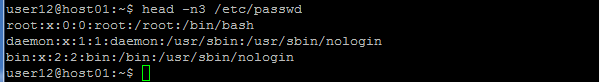 user12@host01:~$ head -n3 /etc/passwd
root:x:0:0:root:/root:/bin/bash
daemon:x:1:1:daemon:/usr/sbin:/usr/sbin/nologin
bin:x:2:2:bin:/bin:/usr/sbin/nologin
user12@host01:~$